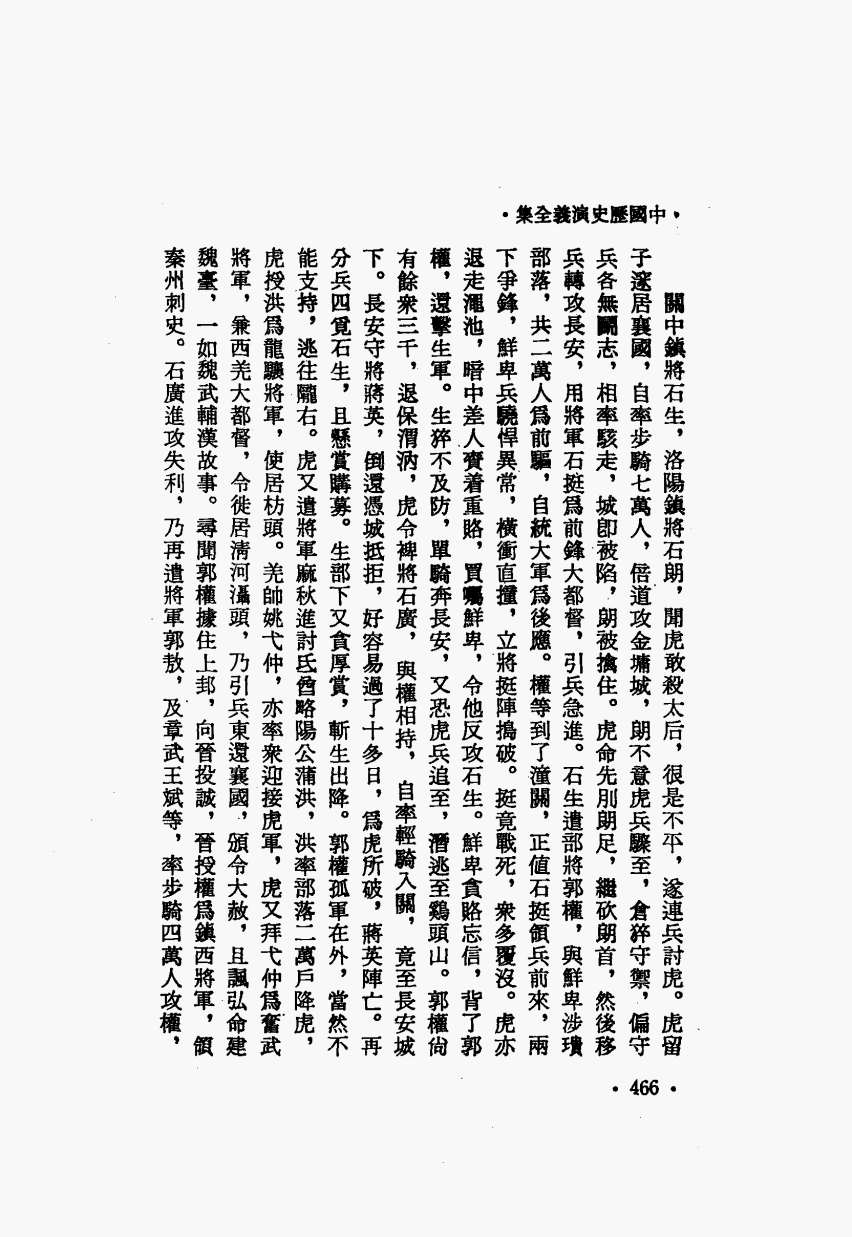 ・中國歷史演義全集・
關中鎮將石生，洛陽鎮將石朗，聞虎敢殺太后，很是不平，遂連兵討虎。虎留
子邃居襄國，自率步騎七萬人，倍道攻金墉城，朗不意虎兵驟至，倉猝守禦，偏守
兵各無鬭志，相率駭走，城卽被陷，朗被擒住。虎命先刖朗足，繼砍朗首，然後移
兵轉攻長安，用將軍石挺爲前鋒大都督，引兵急進。石生遣部將郭權，與鮮卑涉璝
部落，共二萬人爲前驅，自統大軍爲後應。權等到了潼關，正值石挺領兵前來，兩
下爭鋒，鮮卑兵驍悍異常，橫衝直撞，立將挺陣搗破。挺竟戰死，衆多覆沒。虎亦
退走澠池，暗中差人齎着重賂，買囑鮮卑，令他反攻石生。鮮卑貪賂忘信，背了郭
權，還擊生軍。生猝不及防，單騎奔長安，又恐虎兵追至，潛逃至鷄頭山。郭權尙
有餘衆三千，退保渭汭，虎令裨將石廣，與權相持，自率輕騎入關，竟至長安城
下。長安守將蔣英，倒還憑城抵拒，好容易過了十多日，爲虎所破，蔣英陣亡。再
分兵四覓石生，且懸賞購募。生部下又貪厚賞，斬生出降。郭權孤軍在外，當然不
能支持，逃往隴右。虎又遣將軍麻秋進討氐酋略陽公蒲洪，洪率部落二萬戶降虎，
虎授洪爲龍驤將軍，使居枋頭。羌帥姚弋仲，亦率衆迎接虎軍，虎又拜弋仲爲奮武
將軍，兼西羌大都督，令徙居淸河灄頭，乃引兵東還襄國，頒令大赦，且諷弘命建
魏臺，一如魏武輔漢故事。尋聞郭權據住上邽，向晉投誠，晉授權爲鎮西將軍，領
秦州刺史。石廣進攻失利，乃再遣將軍郭敖，及章武王斌等，率步騎四萬人攻權，
・466・